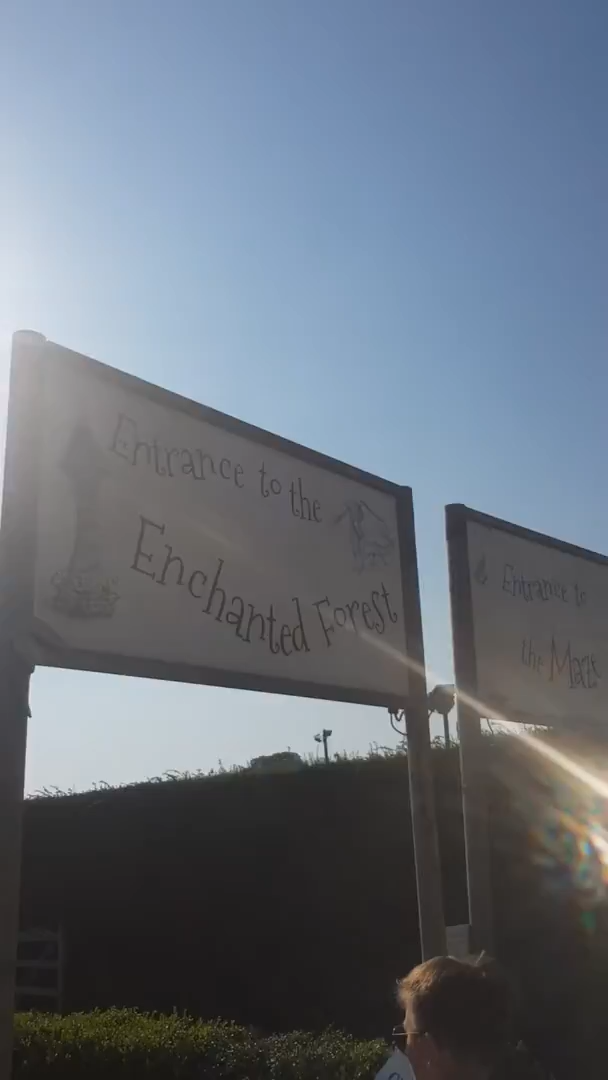 Entrance to the
Enchanted Forest
Entrance to
the Maze